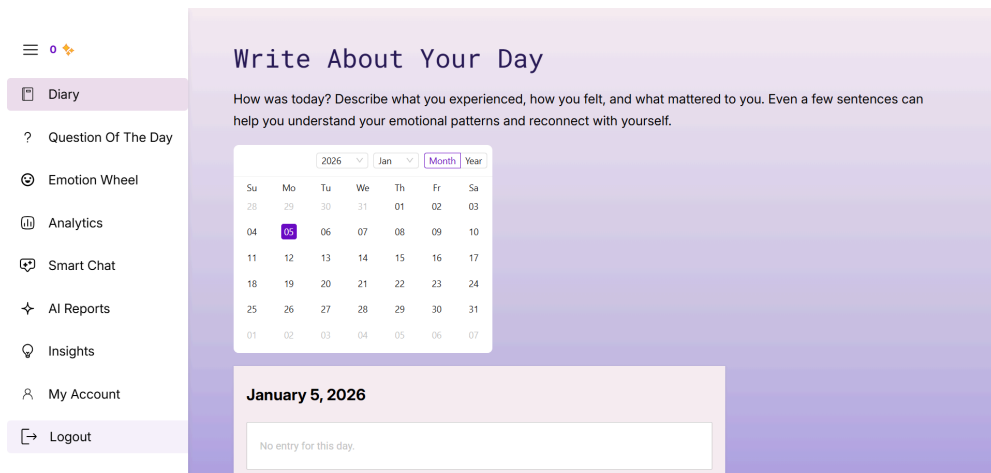 0
Diary
? Question Of The Day
Emotion Wheel
Analytics
Smart Chat
AI Reports
Insights
My Account
Logout
Write About Your Day
How was today? Describe what you experienced, how you felt, and what mattered to you. Even a few sentences can
help you understand your emotional patterns and reconnect with yourself.
2026 Jan Month Year
Su Mo Tu We Th Fr Sa
28 29 30 31 01 02 03
04 05 06 07 08 09 10
11 12 13 14 15 16 17
18 19 20 21 22 23 24
25 26 27 28 29 30 31
01 02 03 04 05 06 07
January 5, 2026
No entry for this day.